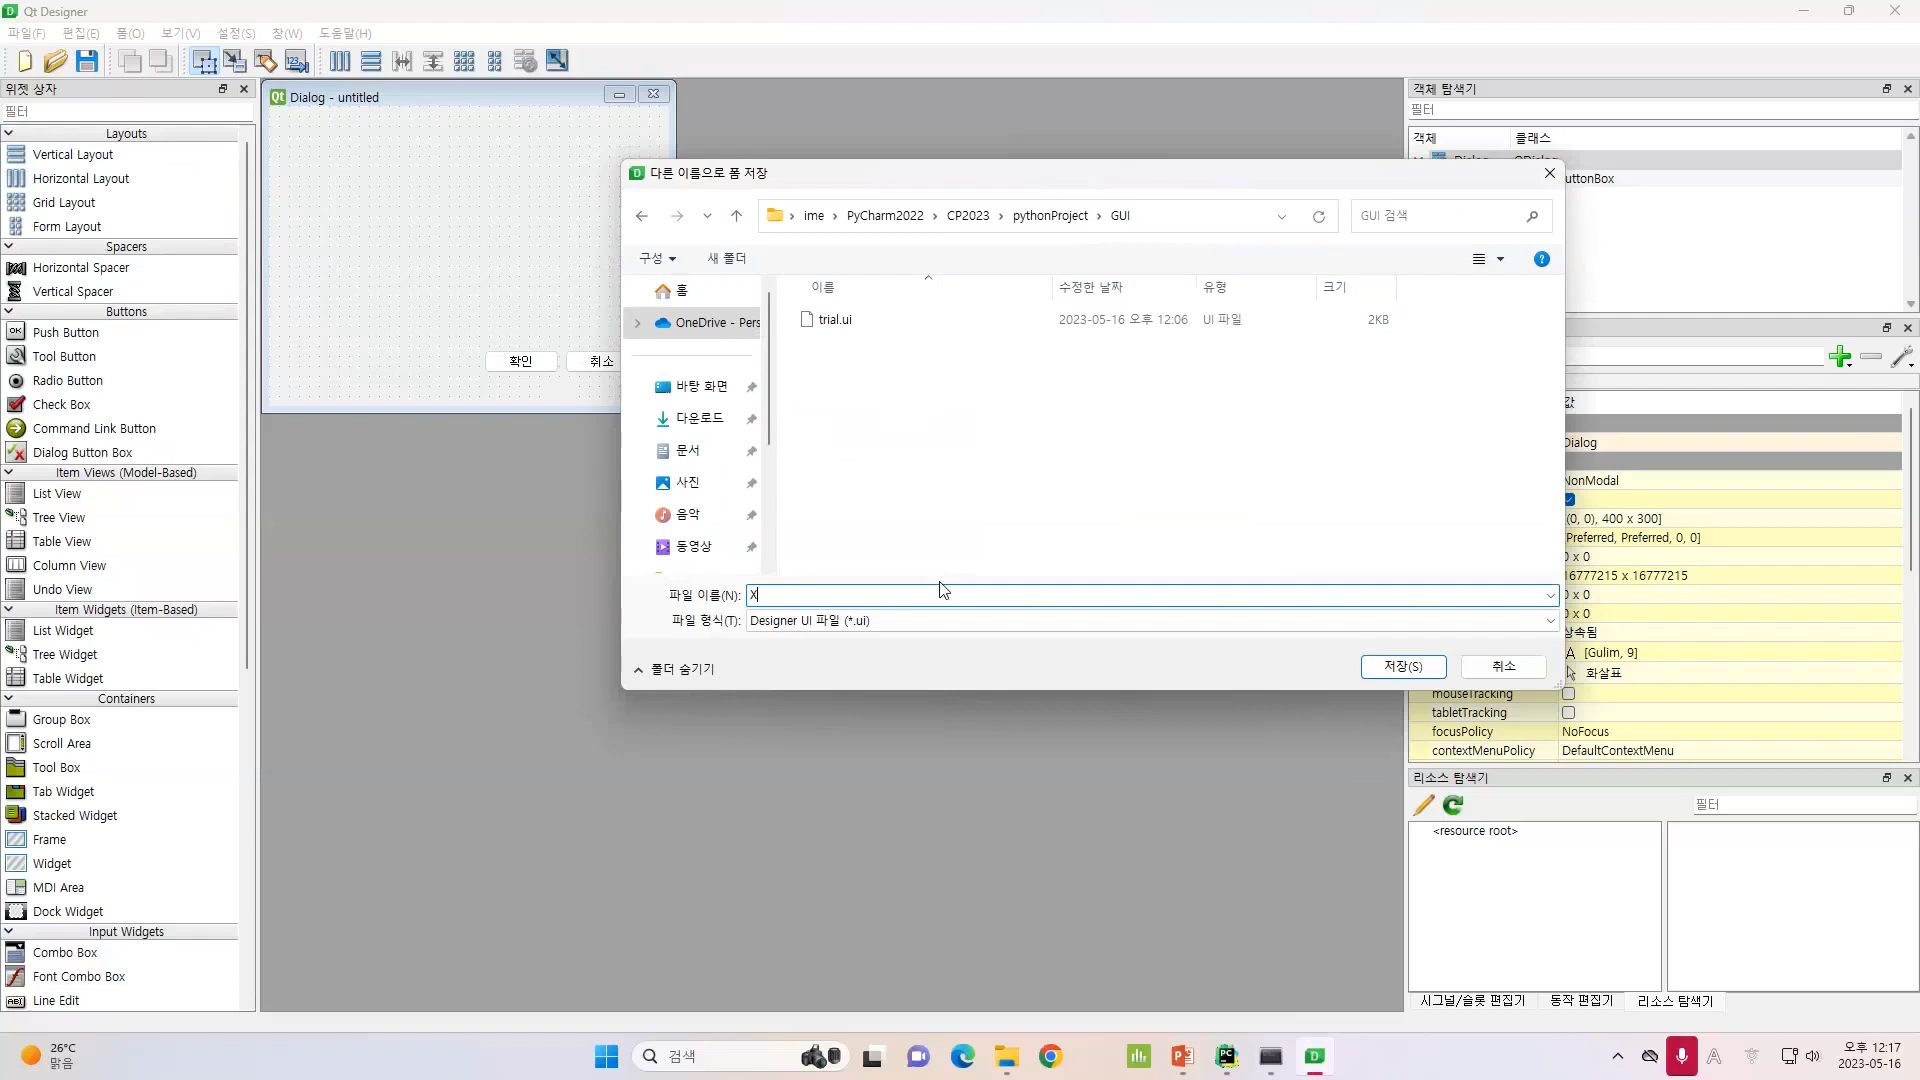 Qt Designer
파일(F) 편집(E) 폼(O) 보기(V) 설정(S) 창(W) 도움말(H)
위젯 상자
필터
Layouts
Vertical Layout
Horizontal Layout
Grid Layout
Form Layout
Spacers
Horizontal Spacer
Vertical Spacer
Buttons
Push Button
Tool Button
Radio Button
Check Box
Command Link Button
Dialog Button Box
Item Views (Model-Based)
List View
Tree View
Table View
Column View
Undo View
Item Widgets (Item-Based)
List Widget
Tree Widget
Table Widget
Containers
Group Box
Scroll Area
Tool Box
Tab Widget
Stacked Widget
Frame
Widget
MDI Area
Dock Widget
Input Widgets
Combo Box
Font Combo Box
Line Edit
Dialog - untitled
확인 취소
다른 이름으로 폼 저장
ime › PyCharm2022 › CP2023 › pythonProject › GUI
GUI 검색
구성 새 폴더
홈
OneDrive - Pers
바탕 화면
다운로드
문서
사진
음악
동영상
이름 수정한 날짜 유형 크기
trial.ui 2023-05-16 오후 12:06 UI 파일 2KB
파일 이름(N): X
파일 형식(T): Designer UI 파일 (*.ui)
폴더 숨기기
저장(S) 취소
객체 탐색기
필터
객체 클래스
uttonBox
값
Dialog
NonModal
[(0, 0), 400 x 300]
[Preferred, Preferred, 0, 0]
0 x 0
16777215 x 16777215
0 x 0
0 x 0
상속됨
A [Gulim, 9]
화살표
mouseTracking
tabletTracking
focusPolicy NoFocus
contextMenuPolicy DefaultContextMenu
리소스 탐색기
필터
<resource root>
시그널/슬롯 편집기 동작 편집기 리소스 탐색기
26°C
맑음
검색
오후 12:17
2023-05-16